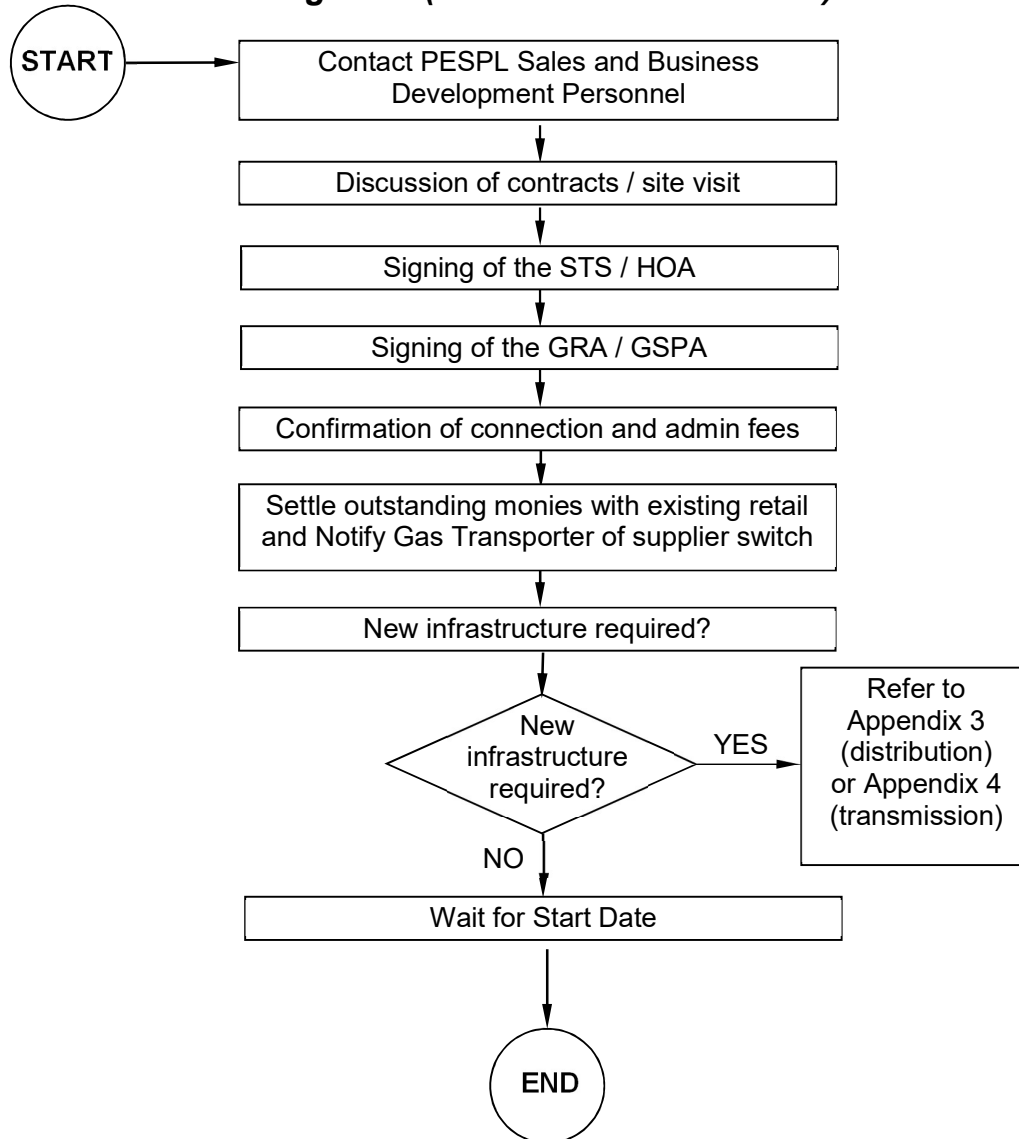 START
Contact PESPL Sales and Business
Development Personnel
Discussion of contracts / site visit
Signing of the STS / HOA
Signing of the GRA / GSPA
Confirmation of connection and admin fees
Settle outstanding monies with existing retail
and Notify Gas Transporter of supplier switch
New infrastructure required?
New
infrastructure
required?
YES
Refer to
Appendix 3
(distribution)
or Appendix 4
(transmission)
NO
Wait for Start Date
END